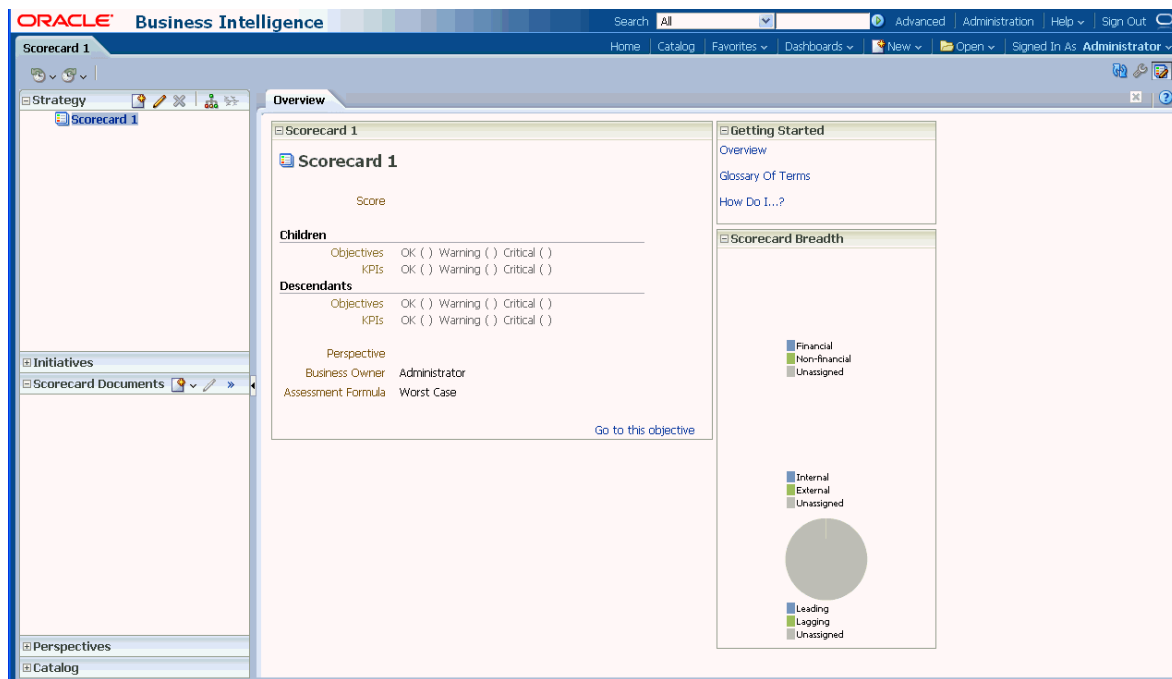 ORACLE Business Intelligence
Search All Advanced Administration Help Sign Out
Scorecard 1
Home Catalog Favorites Dashboards New Open Signed In As Administrator
Strategy
Scorecard 1
Initiatives
Scorecard Documents »
Perspectives
Catalog
Overview
Scorecard 1
Scorecard 1
Score
Children
Objectives OK ( ) Warning ( ) Critical ( )
KPIs OK ( ) Warning ( ) Critical ( )
Descendants
Objectives OK ( ) Warning ( ) Critical ( )
KPIs OK ( ) Warning ( ) Critical ( )
Perspective
Business Owner Administrator
Assessment Formula Worst Case
Go to this objective
Getting Started
Overview
Glossary Of Terms
How Do I...?
Scorecard Breadth
Financial
Non-financial
Unassigned
Internal
External
Unassigned
Leading
Lagging
Unassigned